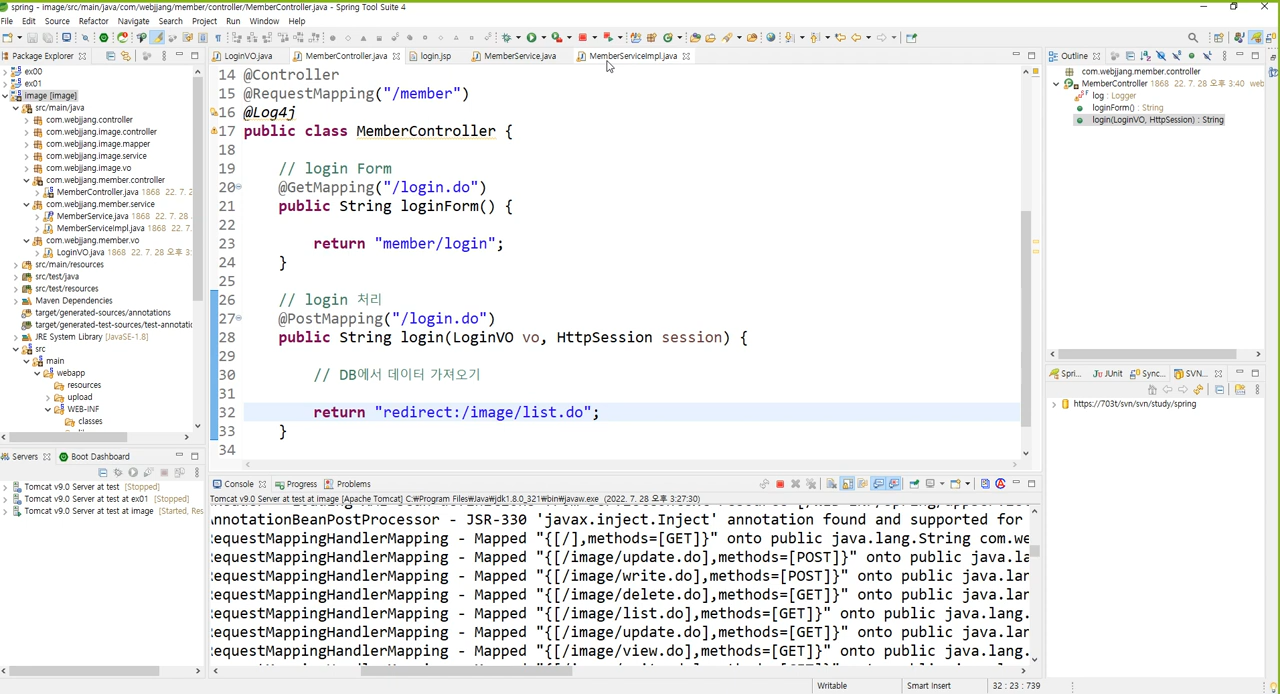 spring - image/src/main/java/com/webjjang/member/controller/MemberController.java - Spring Tool Suite 4
File Edit Source Refactor Navigate Search Project Run Window Help
Package Explorer
ex00
ex01
image [image]
src/main/java
com.webjjang.controller
com.webjjang.image.controller
com.webjjang.image.mapper
com.webjjang.image.service
com.webjjang.image.vo
com.webjjang.member.controller
MemberController.java 1868 22. 7. 2
com.webjjang.member.service
MemberService.java 1868 22. 7. 28
MemberServiceImpl.java 1868 22. 7.
com.webjjang.member.vo
LoginVO.java 1868 22. 7. 28 오후 3:
src/main/resources
src/test/java
src/test/resources
Maven Dependencies
target/generated-sources/annotations
target/generated-test-sources/test-annotatio
JRE System Library [JavaSE-1.8]
src
main
webapp
resources
upload
WEB-INF
classes
Servers Boot Dashboard
Tomcat v9.0 Server at test [Stopped]
Tomcat v9.0 Server at test at ex01 [Stopped]
Tomcat v9.0 Server at test at image [Started, Res
LoginVO.java MemberController.java login.jsp MemberService.java MemberServiceImpl.java
14 @Controller
15 @RequestMapping("/member")
16 @Log4j
17 public class MemberController {
18
19 // login Form
20 @GetMapping("/login.do")
21 public String loginForm() {
22
23 return "member/login";
24 }
25
26 // login 처리
27 @PostMapping("/login.do")
28 public String login(LoginVO vo, HttpSession session) {
29
30 // DB에서 데이터 가져오기
31
32 return "redirect:/image/list.do";
33 }
34
Console Progress Problems
Tomcat v9.0 Server at test at image [Apache Tomcat] C:₩Program Files₩Java₩jdk1.8.0_321₩bin₩javaw.exe (2022. 7. 28 오후 3:27:30)
AnnotationBeanPostProcessor - JSR-330 'javax.inject.Inject' annotation found and supported for
RequestMappingHandlerMapping - Mapped "{[/],methods=[GET]}" onto public java.lang.String com.we
RequestMappingHandlerMapping - Mapped "{[/image/update.do],methods=[POST]}" onto public java.la
RequestMappingHandlerMapping - Mapped "{[/image/write.do],methods=[POST]}" onto public java.lan
RequestMappingHandlerMapping - Mapped "{[/image/delete.do],methods=[GET]}" onto public java.lan
RequestMappingHandlerMapping - Mapped "{[/image/list.do],methods=[GET]}" onto public java.lang.
RequestMappingHandlerMapping - Mapped "{[/image/update.do],methods=[GET]}" onto public java.lan
RequestMappingHandlerMapping - Mapped "{[/image/view.do],methods=[GET]}" onto public java.lang.
Outline
com.webjjang.member.controller
MemberController 1868 22. 7. 28 오후 3:40 web
log : Logger
loginForm() : String
login(LoginVO, HttpSession) : String
Spri... JUnit Sync... SVN...
https://703t/svn/svn/study/spring
Writable Smart Insert 32 : 23 : 739